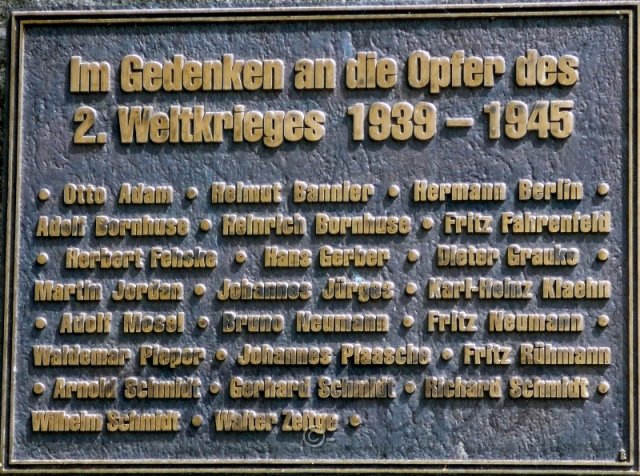 Im Gedenken an die Opfer des
2. Weltkrieges 1939 – 1945
• Otto Adam • Helmut Bannier • Hermann Berlin •
Adolf Bornhuse • Heinrich Bornhuse • Fritz Fahrenfeld
• Herbert Fehske • Hans Gerber • Dieter Grauke •
Martin Jordan • Johannes Jürges • Karl-Heinz Klaehn
• Adolf Mosel • Bruno Neumann • Fritz Neumann •
Waldemar Pieper • Johannes Plaasche • Fritz Rühmann
• Arnold Schmidt • Gerhard Schmidt • Richard Schmidt •
Wilhelm Schmidt • Walter Zeitge •